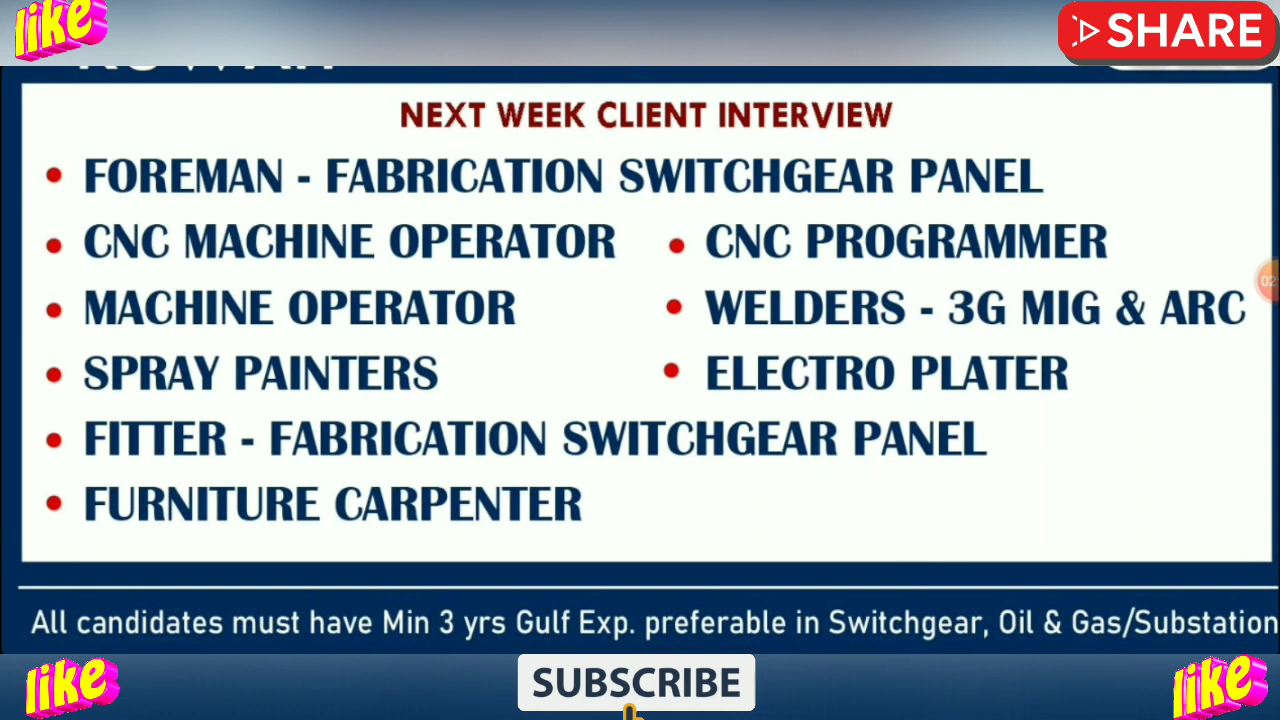 like
SHARE
NEXT WEEK CLIENT INTERVIEW
• FOREMAN - FABRICATION SWITCHGEAR PANEL
• CNC MACHINE OPERATOR • CNC PROGRAMMER
• MACHINE OPERATOR • WELDERS - 3G MIG & ARC
• SPRAY PAINTERS • ELECTRO PLATER
• FITTER - FABRICATION SWITCHGEAR PANEL
• FURNITURE CARPENTER
All candidates must have Min 3 yrs Gulf Exp. preferable in Switchgear, Oil & Gas/Substation
like
SUBSCRIBE
like